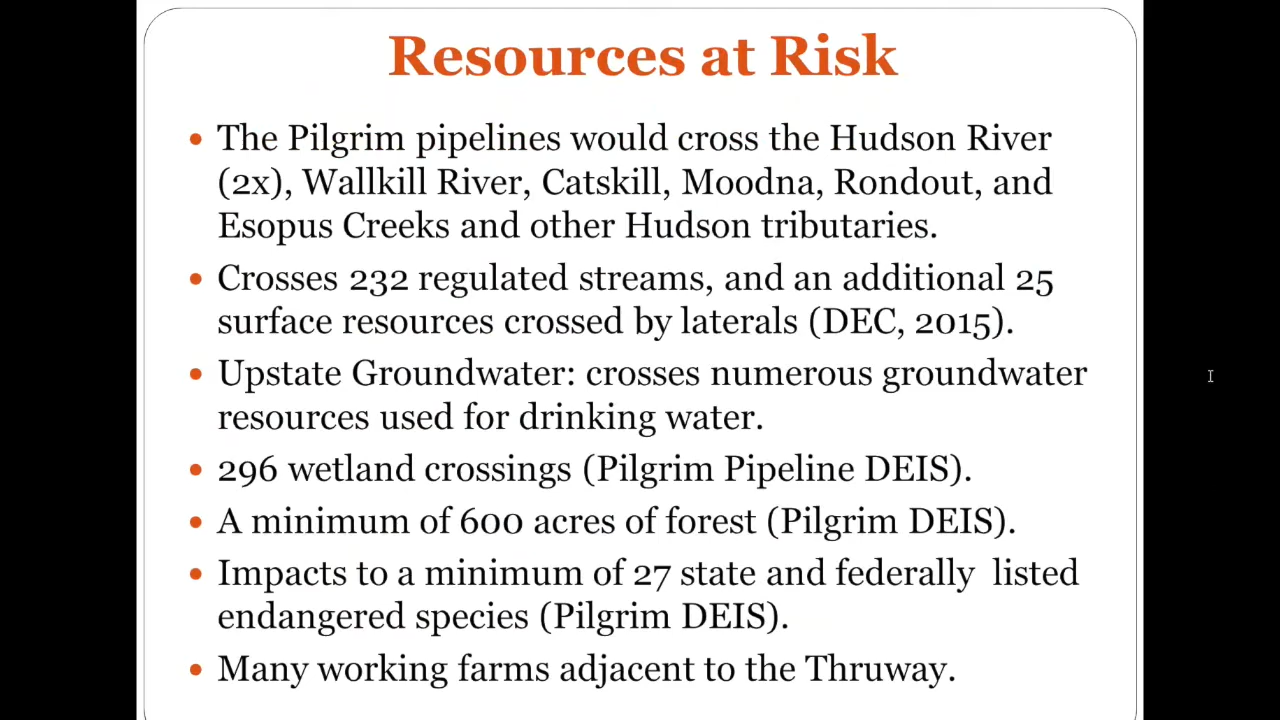 Resources at Risk
• The Pilgrim pipelines would cross the Hudson River
(2x), Wallkill River, Catskill, Moodna, Rondout, and
Esopus Creeks and other Hudson tributaries.
• Crosses 232 regulated streams, and an additional 25
surface resources crossed by laterals (DEC, 2015).
• Upstate Groundwater: crosses numerous groundwater
resources used for drinking water.
• 296 wetland crossings (Pilgrim Pipeline DEIS).
• A minimum of 600 acres of forest (Pilgrim DEIS).
• Impacts to a minimum of 27 state and federally  listed
endangered species (Pilgrim DEIS).
• Many working farms adjacent to the Thruway.